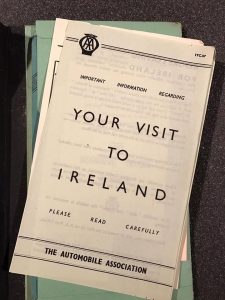 AA
IMPORTANT INFORMATION REGARDING
YOUR VISIT
TO
IRELAND
PLEASE READ CAREFULLY
THE AUTOMOBILE ASSOCIATION